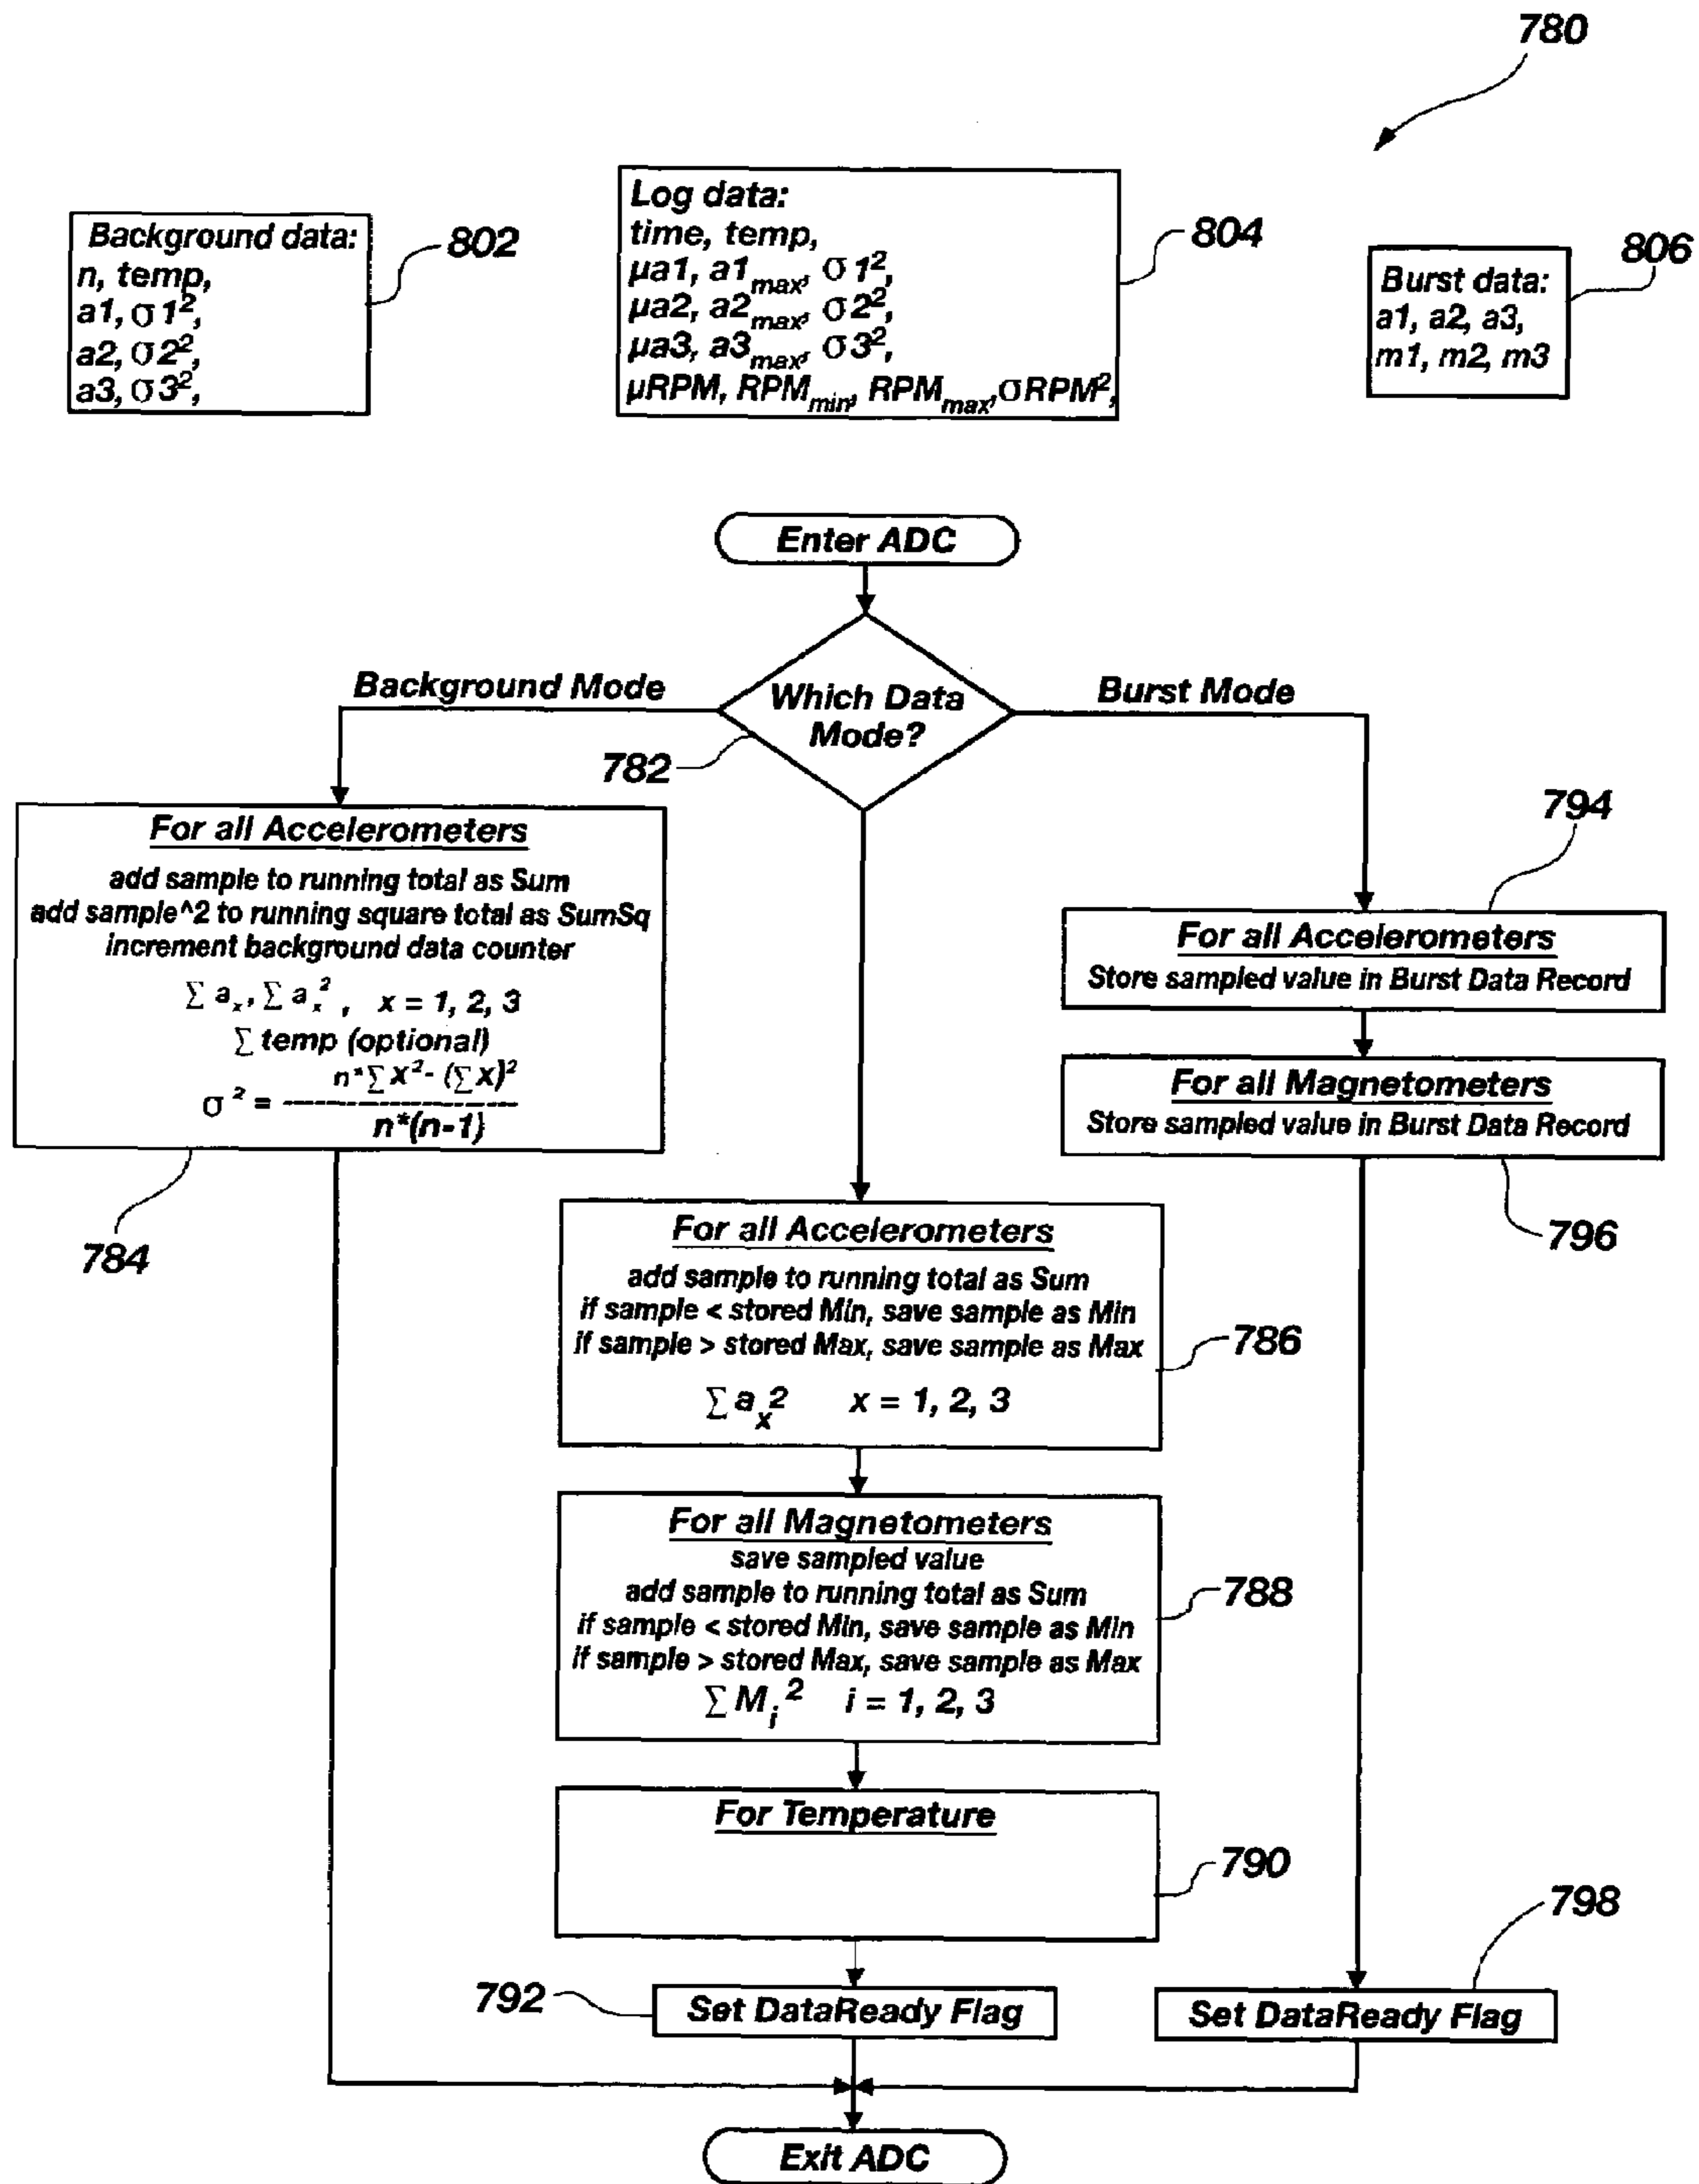 780
Background data:
n, temp,
a1, σ1²,
a2, σ2²,
a3, σ3²,
802
Log data:
time, temp,
μa1, a1max, σ1²,
μa2, a2max, σ2²,
μa3, a3max, σ3²,
μRPM, RPMmin, RPMmax, σRPM²,
804
806
Burst data:
a1, a2, a3,
m1, m2, m3
Enter ADC
Which Data
Mode?
782
Background Mode
Burst Mode
For all Accelerometers
add sample to running total as Sum
add sample^2 to running square total as SumSq
increment background data counter
∑ aₓ, ∑ aₓ², x = 1, 2, 3
∑ temp (optional)
n*∑X²- (∑X)²
σ² = ----------------
n*(n-1)
784
794
For all Accelerometers
Store sampled value in Burst Data Record
For all Magnetometers
Store sampled value in Burst Data Record
796
For all Accelerometers
add sample to running total as Sum
if sample < stored Min, save sample as Min
if sample > stored Max, save sample as Max
∑ aₓ² x = 1, 2, 3
786
For all Magnetometers
save sampled value
add sample to running total as Sum
if sample < stored Min, save sample as Min
if sample > stored Max, save sample as Max
∑ Mᵢ² i = 1, 2, 3
788
For Temperature
790
792
Set DataReady Flag
798
Set DataReady Flag
Exit ADC